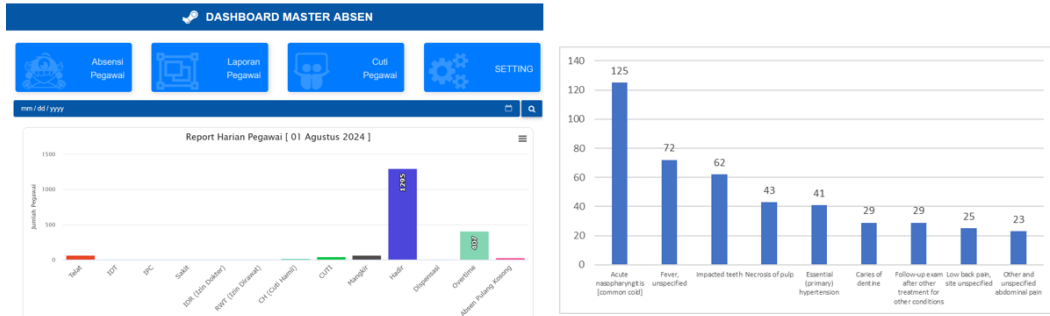 DASHBOARD MASTER ABSEN
Absensi
Pegawai
Laporan
Pegawai
Cuti
Pegawai
SETTING
mm / dd / yyyy
Report Harian Pegawai [ 01 Agustus 2024 ]
Jumlah Pegawai
1500
1000
500
0
1295
407
Telat
IDT
IPC
Sakit
IDR (Izin Dokter)
RWT (Izin Dirawat)
CH (Cuti Hamil)
CUTI
Mangkir
Hadir
Dispensasi
Overtime
Absen Pulang Kosong
140
120
100
80
60
40
20
0
125
72
62
43
41
29
29
25
23
Acute
nasopharyngitis
[common cold]
Fever,
unspecified
Impacted teeth
Necrosis of pulp
Essential
(primary)
hypertension
Caries of
dentine
Follow-up exam
after other
treatment for
other conditions
Low back pain,
site unspecified
Other and
unspecified
abdominal pain